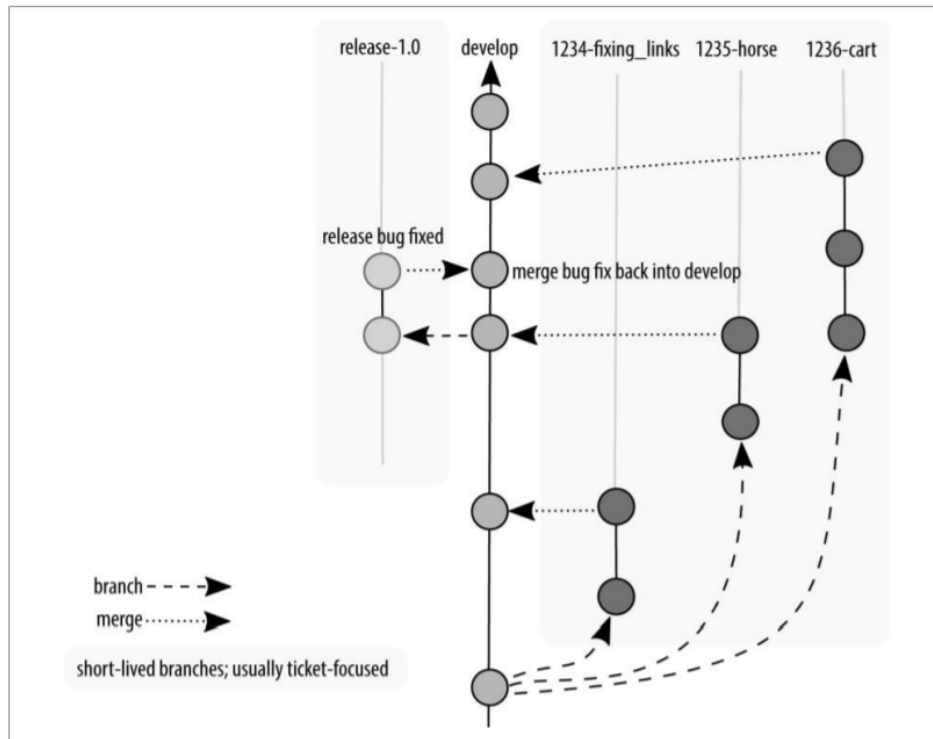 release-1.0
develop
1234-fixing_links
1235-horse
1236-cart
release bug fixed
merge bug fix back into develop
branch
merge
short-lived branches; usually ticket-focused